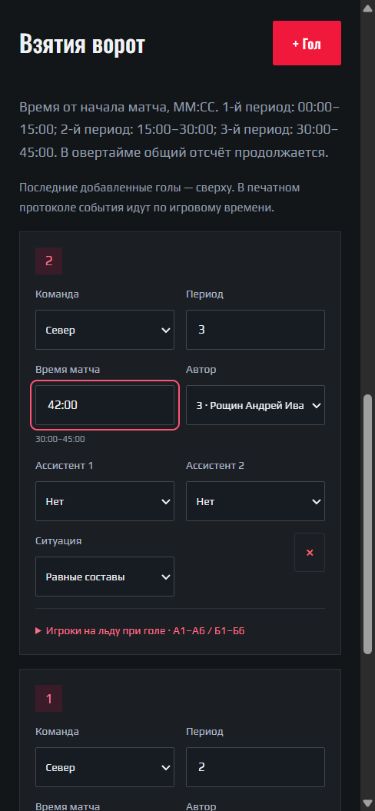 Взятия ворот
+ Гол
Время от начала матча, ММ:СС. 1-й период: 00:00–
15:00; 2-й период: 15:00–30:00; 3-й период: 30:00–
45:00. В овертайме общий отсчёт продолжается.
Последние добавленные голы — сверху. В печатном
протоколе события идут по игровому времени.
2
Команда
Период
Север
3
Время матча
Автор
42:00
3 · Рощин Андрей Ива
30:00–45:00
Ассистент 1
Ассистент 2
Нет
Нет
Ситуация
×
Равные составы
▶ Игроки на льду при голе · А1–А6 / Б1–Б6
1
Команда
Период
Север
2
Время матча
Автор